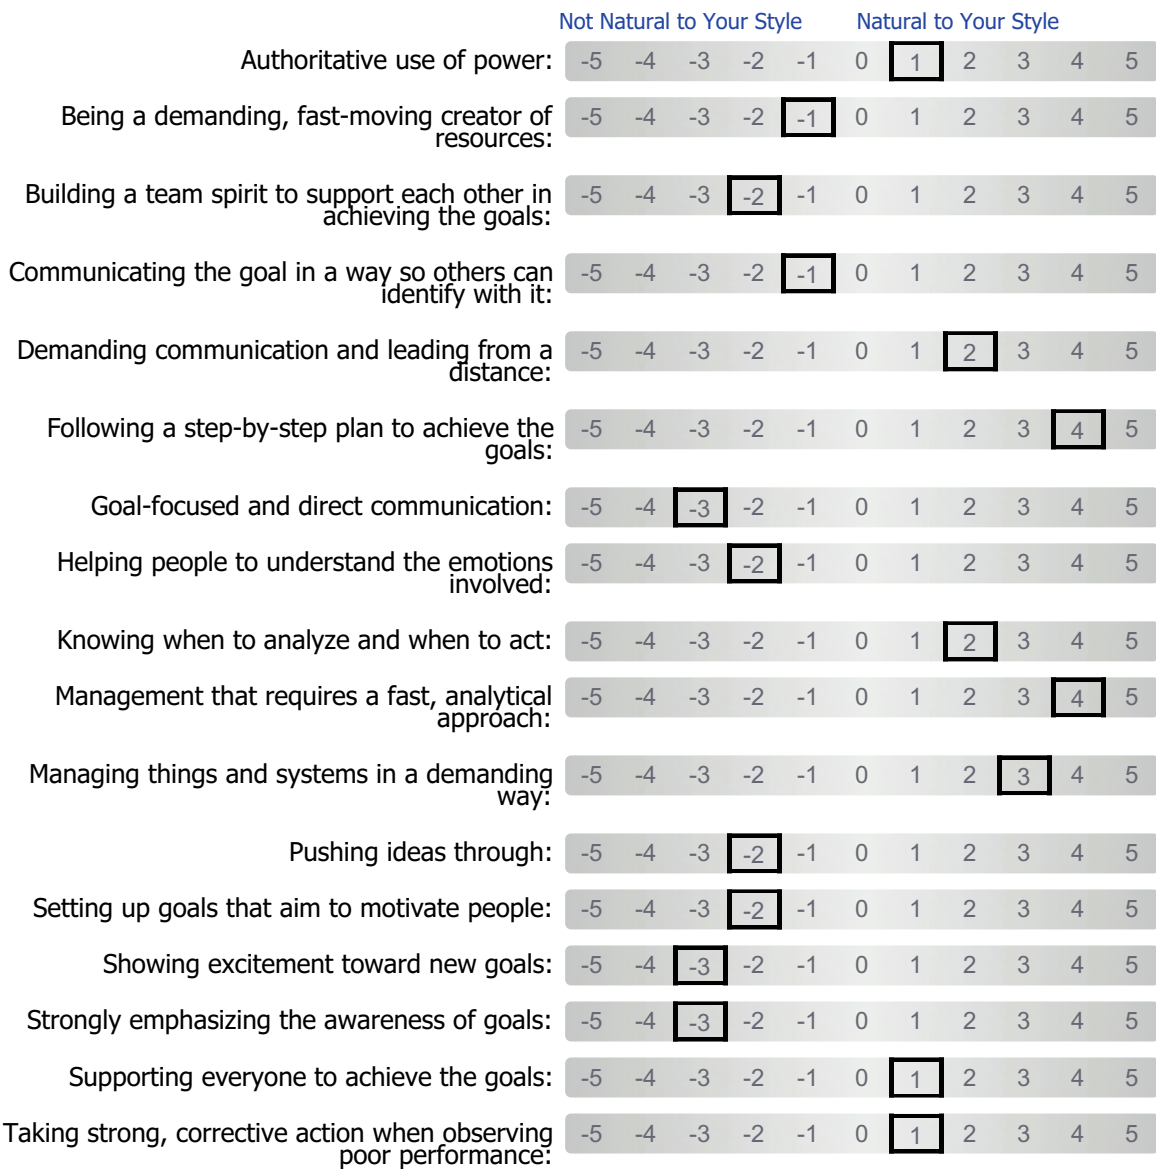 Not Natural to Your Style Natural to Your Style
Authoritative use of power: -5 -4 -3 -2 -1 0 1 2 3 4 5
Being a demanding, fast-moving creator of
resources: -5 -4 -3 -2 -1 0 1 2 3 4 5
Building a team spirit to support each other in
achieving the goals: -5 -4 -3 -2 -1 0 1 2 3 4 5
Communicating the goal in a way so others can
identify with it: -5 -4 -3 -2 -1 0 1 2 3 4 5
Demanding communication and leading from a
distance: -5 -4 -3 -2 -1 0 1 2 3 4 5
Following a step-by-step plan to achieve the
goals: -5 -4 -3 -2 -1 0 1 2 3 4 5
Goal-focused and direct communication: -5 -4 -3 -2 -1 0 1 2 3 4 5
Helping people to understand the emotions
involved: -5 -4 -3 -2 -1 0 1 2 3 4 5
Knowing when to analyze and when to act: -5 -4 -3 -2 -1 0 1 2 3 4 5
Management that requires a fast, analytical
approach: -5 -4 -3 -2 -1 0 1 2 3 4 5
Managing things and systems in a demanding
way: -5 -4 -3 -2 -1 0 1 2 3 4 5
Pushing ideas through: -5 -4 -3 -2 -1 0 1 2 3 4 5
Setting up goals that aim to motivate people: -5 -4 -3 -2 -1 0 1 2 3 4 5
Showing excitement toward new goals: -5 -4 -3 -2 -1 0 1 2 3 4 5
Strongly emphasizing the awareness of goals: -5 -4 -3 -2 -1 0 1 2 3 4 5
Supporting everyone to achieve the goals: -5 -4 -3 -2 -1 0 1 2 3 4 5
Taking strong, corrective action when observing
poor performance: -5 -4 -3 -2 -1 0 1 2 3 4 5